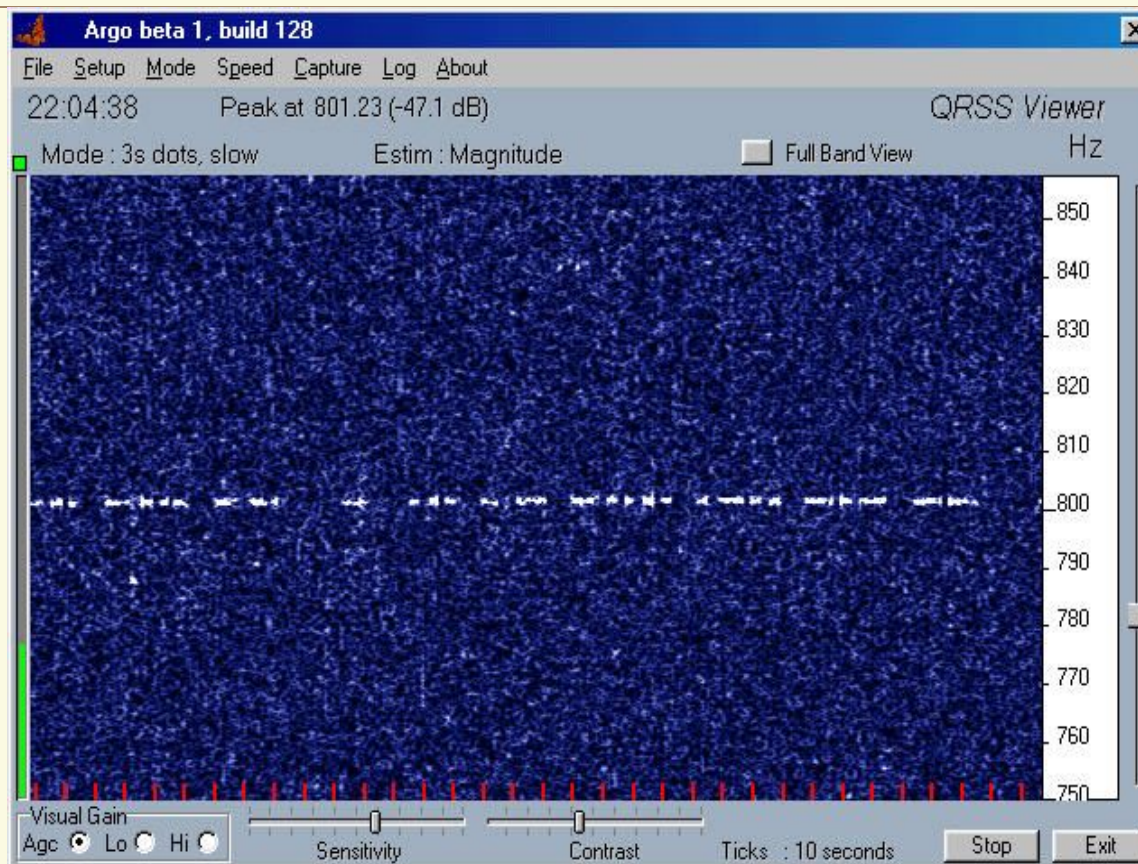 Argo beta 1, build 128
File Setup Mode Speed Capture Log About
22:04:38 Peak at 801.23 (-47.1 dB) QRSS Viewer
Mode : 3s dots, slow Estim : Magnitude Full Band View Hz
850
840
830
820
810
800
790
780
770
760
750
Visual Gain
Agc Lo Hi Sensitivity Contrast Ticks : 10 seconds Stop Exit